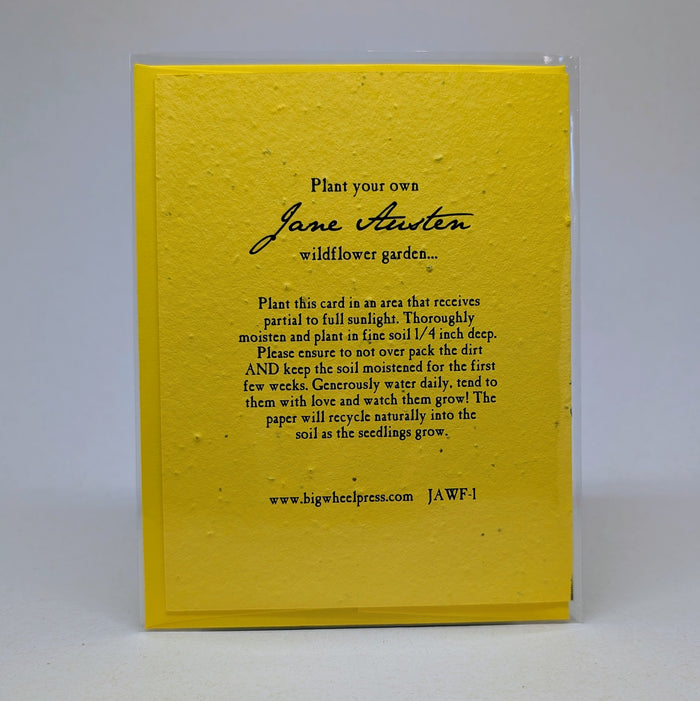 Plant your own
Jane Austen
wildflower garden...
Plant this card in an area that receives
partial to full sunlight. Thoroughly
moisten and plant in fine soil 1/4 inch deep.
Please ensure to not over pack the dirt
AND keep the soil moistened for the first
few weeks. Generously water daily, tend to
them with love and watch them grow! The
paper will recycle naturally into the
soil as the seedlings grow.
www.bigwheelpress.com JAWF-1